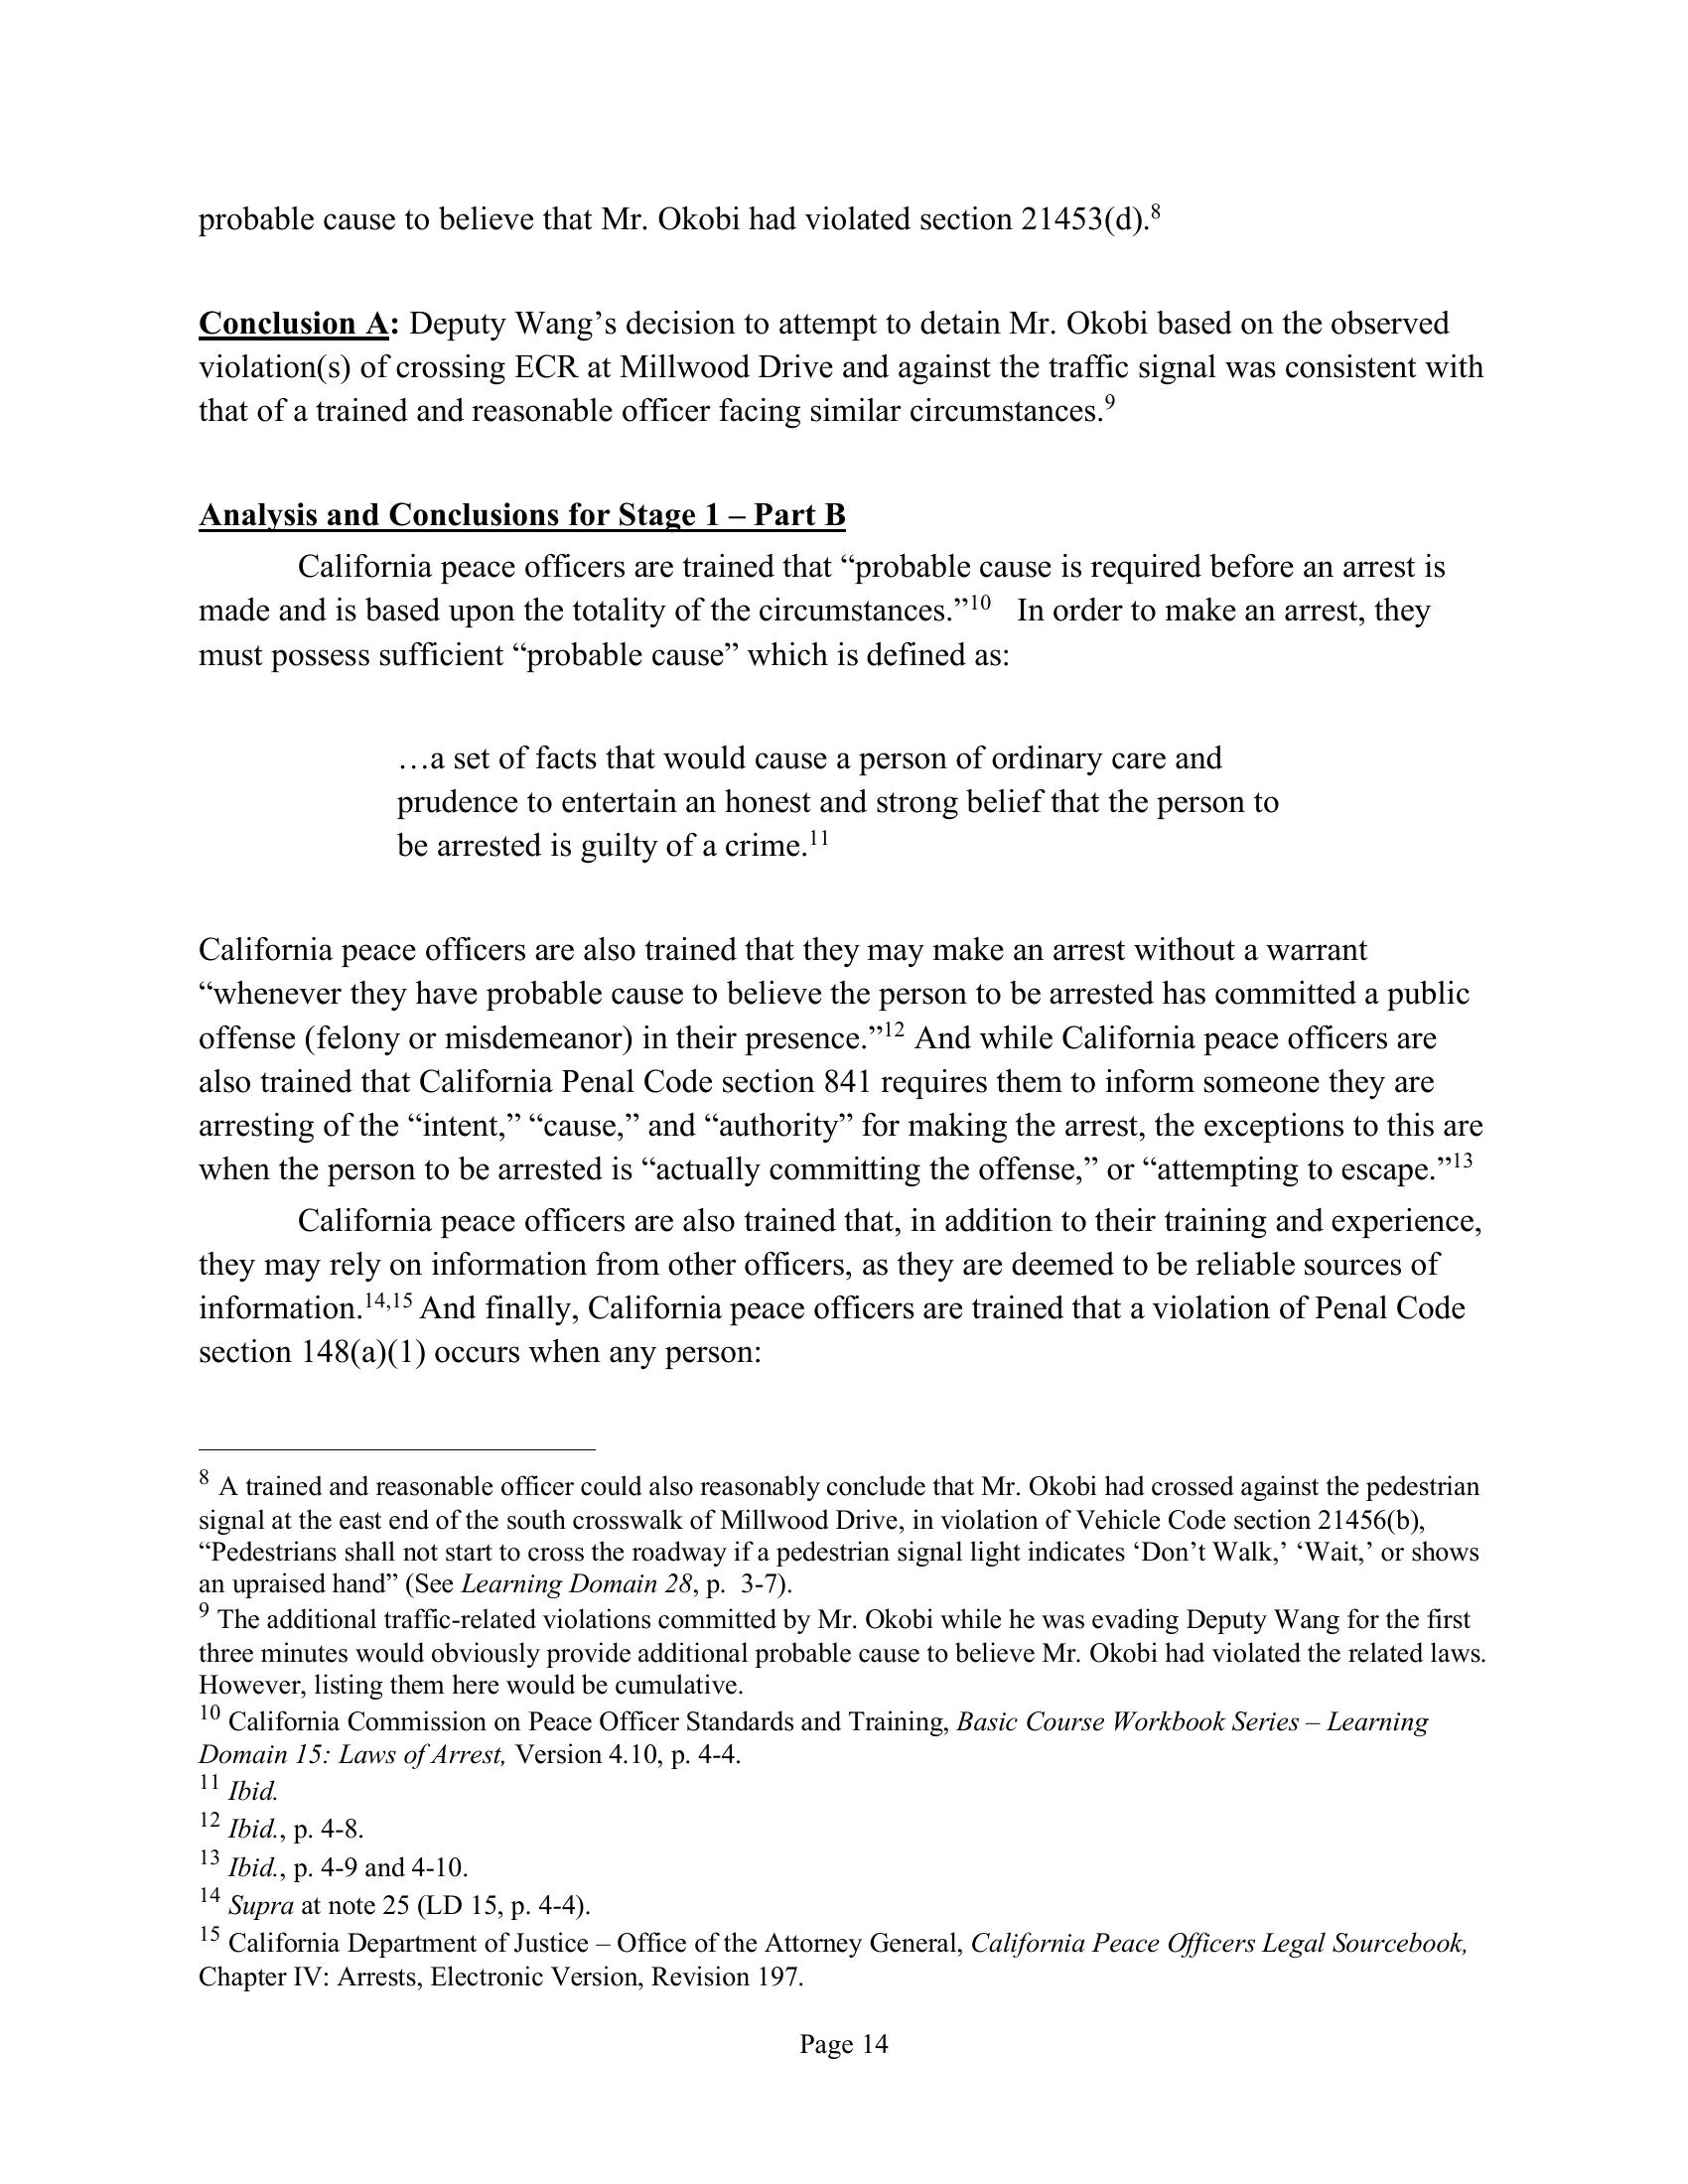 probable cause to believe that Mr. Okobi had violated section 21453(d).8
Conclusion A: Deputy Wang’s decision to attempt to detain Mr. Okobi based on the observed
violation(s) of crossing ECR at Millwood Drive and against the traffic signal was consistent with
that of a trained and reasonable officer facing similar circumstances.9
Analysis and Conclusions for Stage 1 – Part B
California peace officers are trained that “probable cause is required before an arrest is
made and is based upon the totality of the circumstances.”10 In order to make an arrest, they
must possess sufficient “probable cause” which is defined as:
…a set of facts that would cause a person of ordinary care and
prudence to entertain an honest and strong belief that the person to
be arrested is guilty of a crime.11
California peace officers are also trained that they may make an arrest without a warrant
“whenever they have probable cause to believe the person to be arrested has committed a public
offense (felony or misdemeanor) in their presence.”12 And while California peace officers are
also trained that California Penal Code section 841 requires them to inform someone they are
arresting of the “intent,” “cause,” and “authority” for making the arrest, the exceptions to this are
when the person to be arrested is “actually committing the offense,” or “attempting to escape.”13
California peace officers are also trained that, in addition to their training and experience,
they may rely on information from other officers, as they are deemed to be reliable sources of
information.14,15 And finally, California peace officers are trained that a violation of Penal Code
section 148(a)(1) occurs when any person:
8 A trained and reasonable officer could also reasonably conclude that Mr. Okobi had crossed against the pedestrian
signal at the east end of the south crosswalk of Millwood Drive, in violation of Vehicle Code section 21456(b),
“Pedestrians shall not start to cross the roadway if a pedestrian signal light indicates ‘Don’t Walk,’ ‘Wait,’ or shows
an upraised hand” (See Learning Domain 28, p. 3-7).
9 The additional traffic-related violations committed by Mr. Okobi while he was evading Deputy Wang for the first
three minutes would obviously provide additional probable cause to believe Mr. Okobi had violated the related laws.
However, listing them here would be cumulative.
10 California Commission on Peace Officer Standards and Training, Basic Course Workbook Series – Learning
Domain 15: Laws of Arrest, Version 4.10, p. 4-4.
11 Ibid.
12 Ibid., p. 4-8.
13 Ibid., p. 4-9 and 4-10.
14 Supra at note 25 (LD 15, p. 4-4).
15 California Department of Justice – Office of the Attorney General, California Peace Officers Legal Sourcebook,
Chapter IV: Arrests, Electronic Version, Revision 197.
Page 14